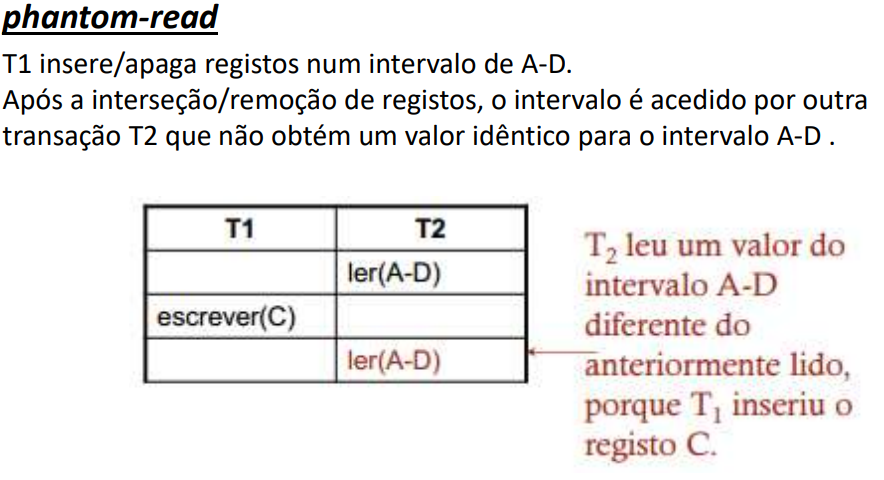 phantom-read
T1 insere/apaga registos num intervalo de A-D.
Após a interseção/remoção de registos, o intervalo é acedido por outra
transação T2 que não obtém um valor idêntico para o intervalo A-D .
T1 T2
ler(A-D)
escrever(C)
ler(A-D)
T2 leu um valor do
intervalo A-D
diferente do
anteriormente lido,
porque T1 inseriu o
registo C.